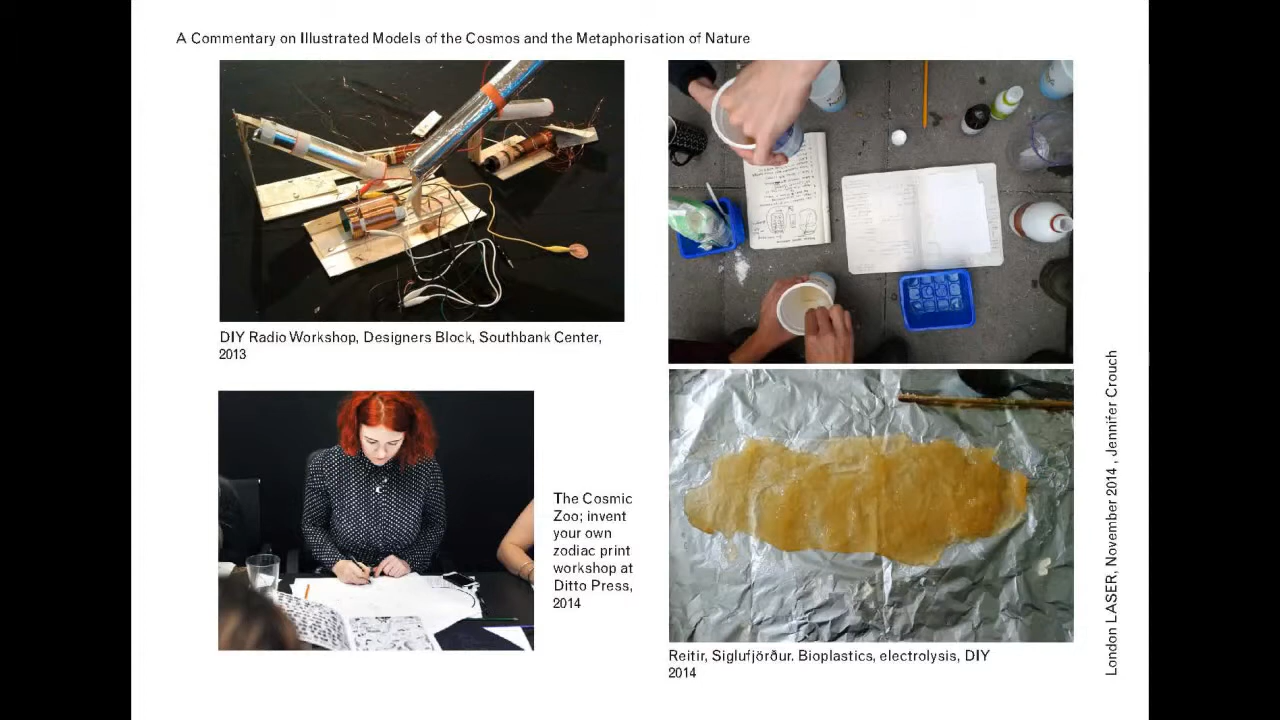 A Commentary on Illustrated Models of the Cosmos and the Metaphorisation of Nature
DIY Radio Workshop, Designers Block, Southbank Center,
2013
The Cosmic
Zoo; invent
your own
zodiac print
workshop at
Ditto Press,
2014
Reitir, Siglufjörður. Bioplastics, electrolysis, DIY
2014
London LASER, November 2014 , Jennifer Crouch